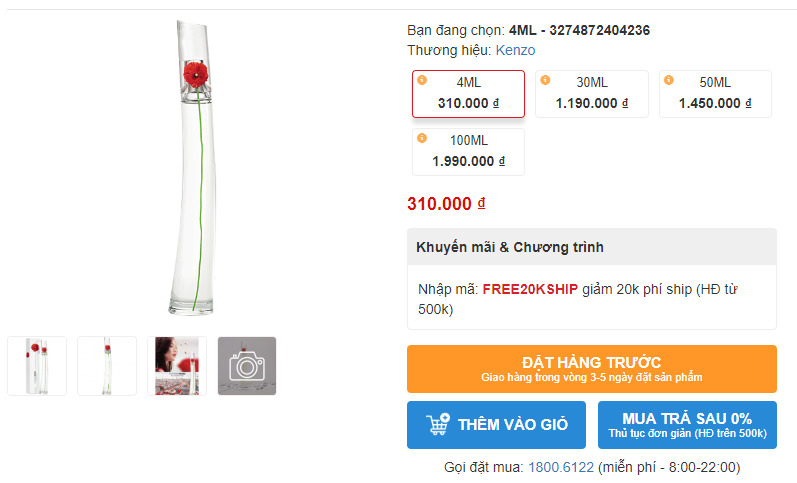 Bạn đang chọn: 4ML - 3274872404236
Thương hiệu: Kenzo
4ML
310.000 ₫
30ML
1.190.000 ₫
50ML
1.450.000 ₫
100ML
1.990.000 ₫
310.000 ₫
Khuyến mãi & Chương trình
Nhập mã: FREE20KSHIP giảm 20k phí ship (HĐ từ
500k)
ĐẶT HÀNG TRƯỚC
Giao hàng trong vòng 3-5 ngày đặt sản phẩm
THÊM VÀO GIỎ
MUA TRẢ SAU 0%
Thủ tục đơn giản (HĐ trên 500k)
Gọi đặt mua: 1800.6122 (miễn phí - 8:00-22:00)